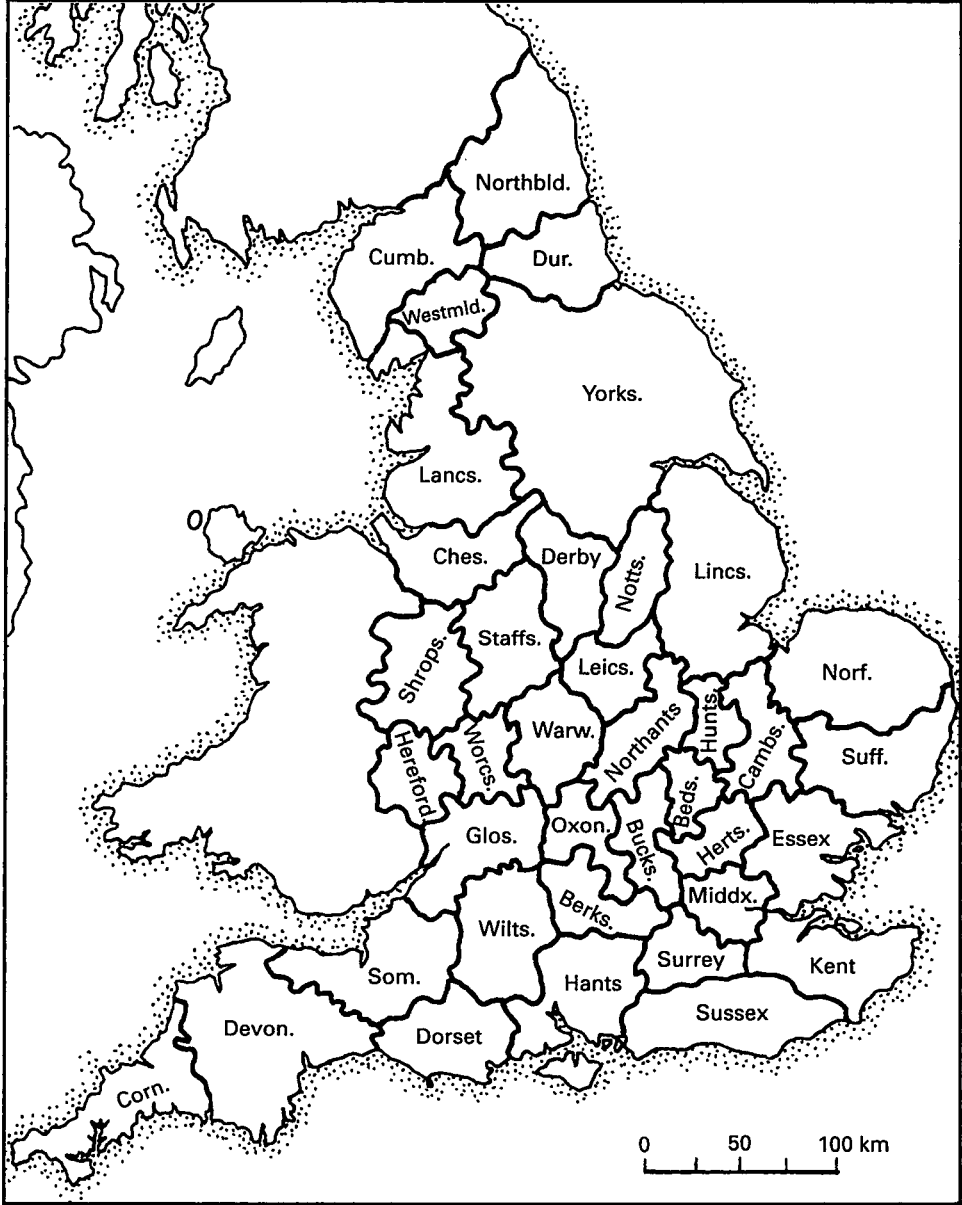 Northbld.
Cumb.
Dur.
Westmld.
Yorks.
Lancs.
Ches.
Derby
Notts.
Lincs.
Shrops.
Staffs.
Leics.
Norf.
Hereford
Worcs.
Warw.
Northants
Hunts.
Cambs.
Suff.
Glos.
Oxon.
Bucks.
Beds.
Herts.
Essex
Middx.
Berks.
Wilts.
Som.
Hants
Surrey
Kent
Sussex
Devon.
Dorset
Corn.
0 50 100 km